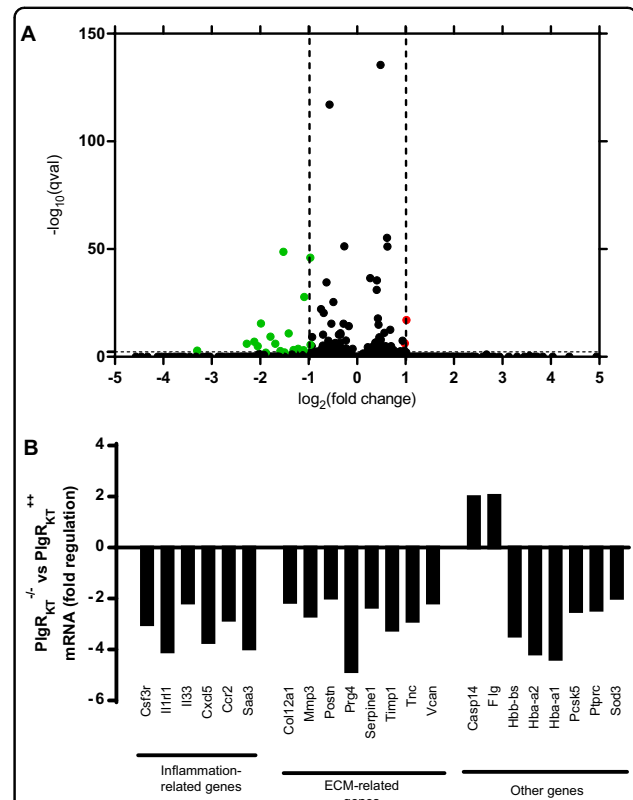 A
150
100
50
0
-log10(qval)
-5 -4 -3 -2 -1 0 1 2 3 4 5
log2(fold change)
B
4
2
0
-2
-4
-6
PlgRKT-/- vs PlgRKT++
mRNA (fold regulation)
Csf3r
Il1f1
Il33
Cxcl5
Ccr2
Saa3
Col12a1
Mmp3
Postn
Prg4
Serpine1
Timp1
Tnc
Vcan
Casp14
Flg
Hbb-bs
Hba-a2
Hba-a1
Pcsk5
Ptprc
Sod3
Inflammation-
related genes
ECM-related
Other genes